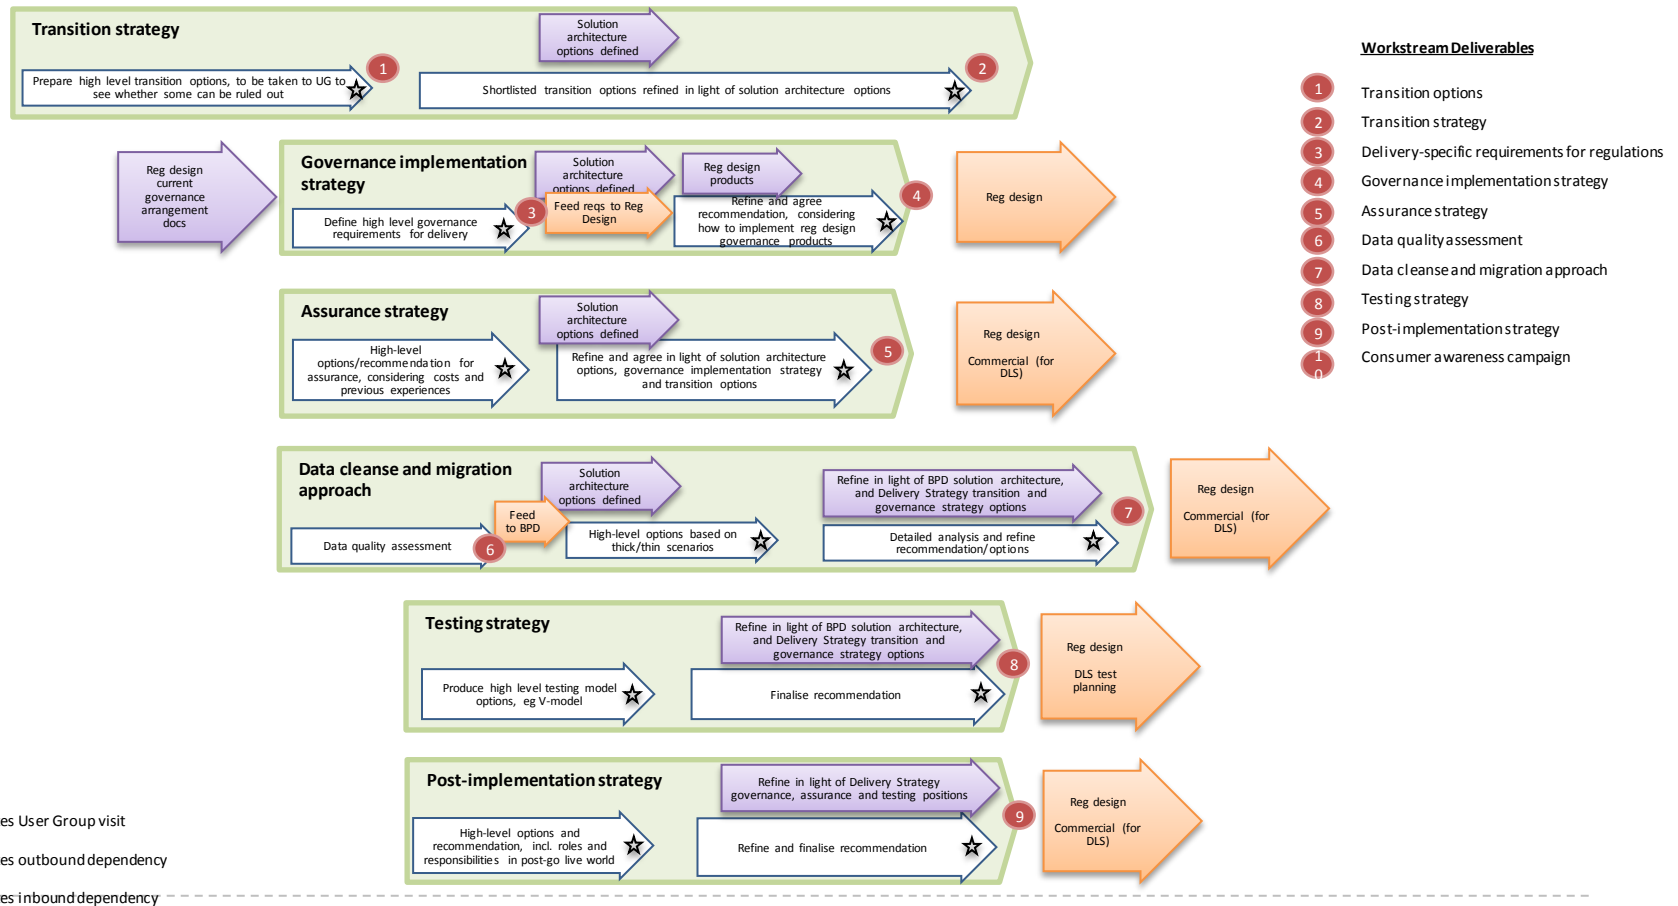 Transition strategy
Solution
architecture
options defined
Prepare high level transition options, to be taken to UG to
see whether some can be ruled out
1
Shortlisted transition options refined in light of solution architecture options
2
Reg design
current
governance
arrangement
docs
Governance implementation
strategy
Solution
architecture
options defined
Reg design
products
Define high level governance
requirements for delivery
3
Feed reqs to Reg
Design
Refine and agree
recommendation, considering
how to implement reg design
governance products
4
Reg design
Assurance strategy
Solution
architecture
options defined
High-level
options/recommendation for
assurance, considering costs and
previous experiences
Refine and agree in light of solution architecture
options, governance implementation strategy
and transition options
5
Reg design
Commercial (for
DLS)
Data cleanse and migration
approach
Solution
architecture
options defined
Feed
to BPD
Data quality assessment
6
High-level options based on
thick/thin scenarios
Refine in light of BPD solution architecture,
and Delivery Strategy transition and
governance strategy options
Detailed analysis and refine
recommendation/options
7
Reg design
Commercial (for
DLS)
Testing strategy
Refine in light of BPD solution architecture,
and Delivery Strategy transition and
governance strategy options
Produce high level testing model
options, eg V-model
Finalise recommendation
8
Reg design
DLS test
planning
Post-implementation strategy
Refine in light of Delivery Strategy
governance, assurance and testing positions
High-level options and
recommendation, incl. roles and
responsibilities in post-go live world
Refine and finalise recommendation
9
Reg design
Commercial (for
DLS)
Workstream Deliverables
1 Transition options
2 Transition strategy
3 Delivery-specific requirements for regulations
4 Governance implementation strategy
5 Assurance strategy
6 Data quality assessment
7 Data cleanse and migration approach
8 Testing strategy
9 Post-implementation strategy
10 Consumer awareness campaign
es User Group visit
es outbound dependency
es inbound dependency